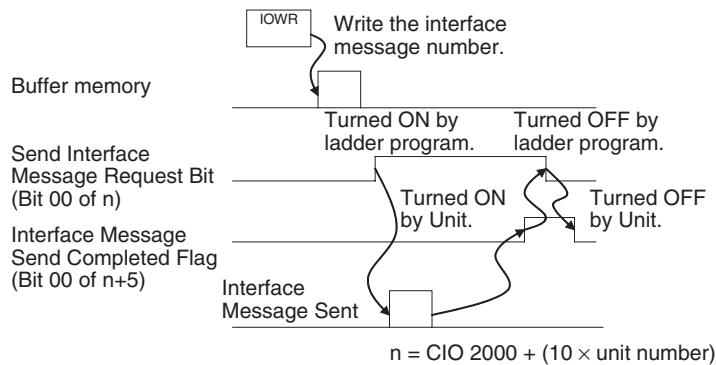 IOWR
Write the interface
message number.
Buffer memory
Turned ON by
ladder program.
Turned OFF by
ladder program.
Send Interface
Message Request Bit
(Bit 00 of n)
Turned ON
by Unit.
Turned OFF
by Unit.
Interface Message
Send Completed Flag
(Bit 00 of n+5)
Interface
Message Sent
n = CIO 2000 + (10 × unit number)